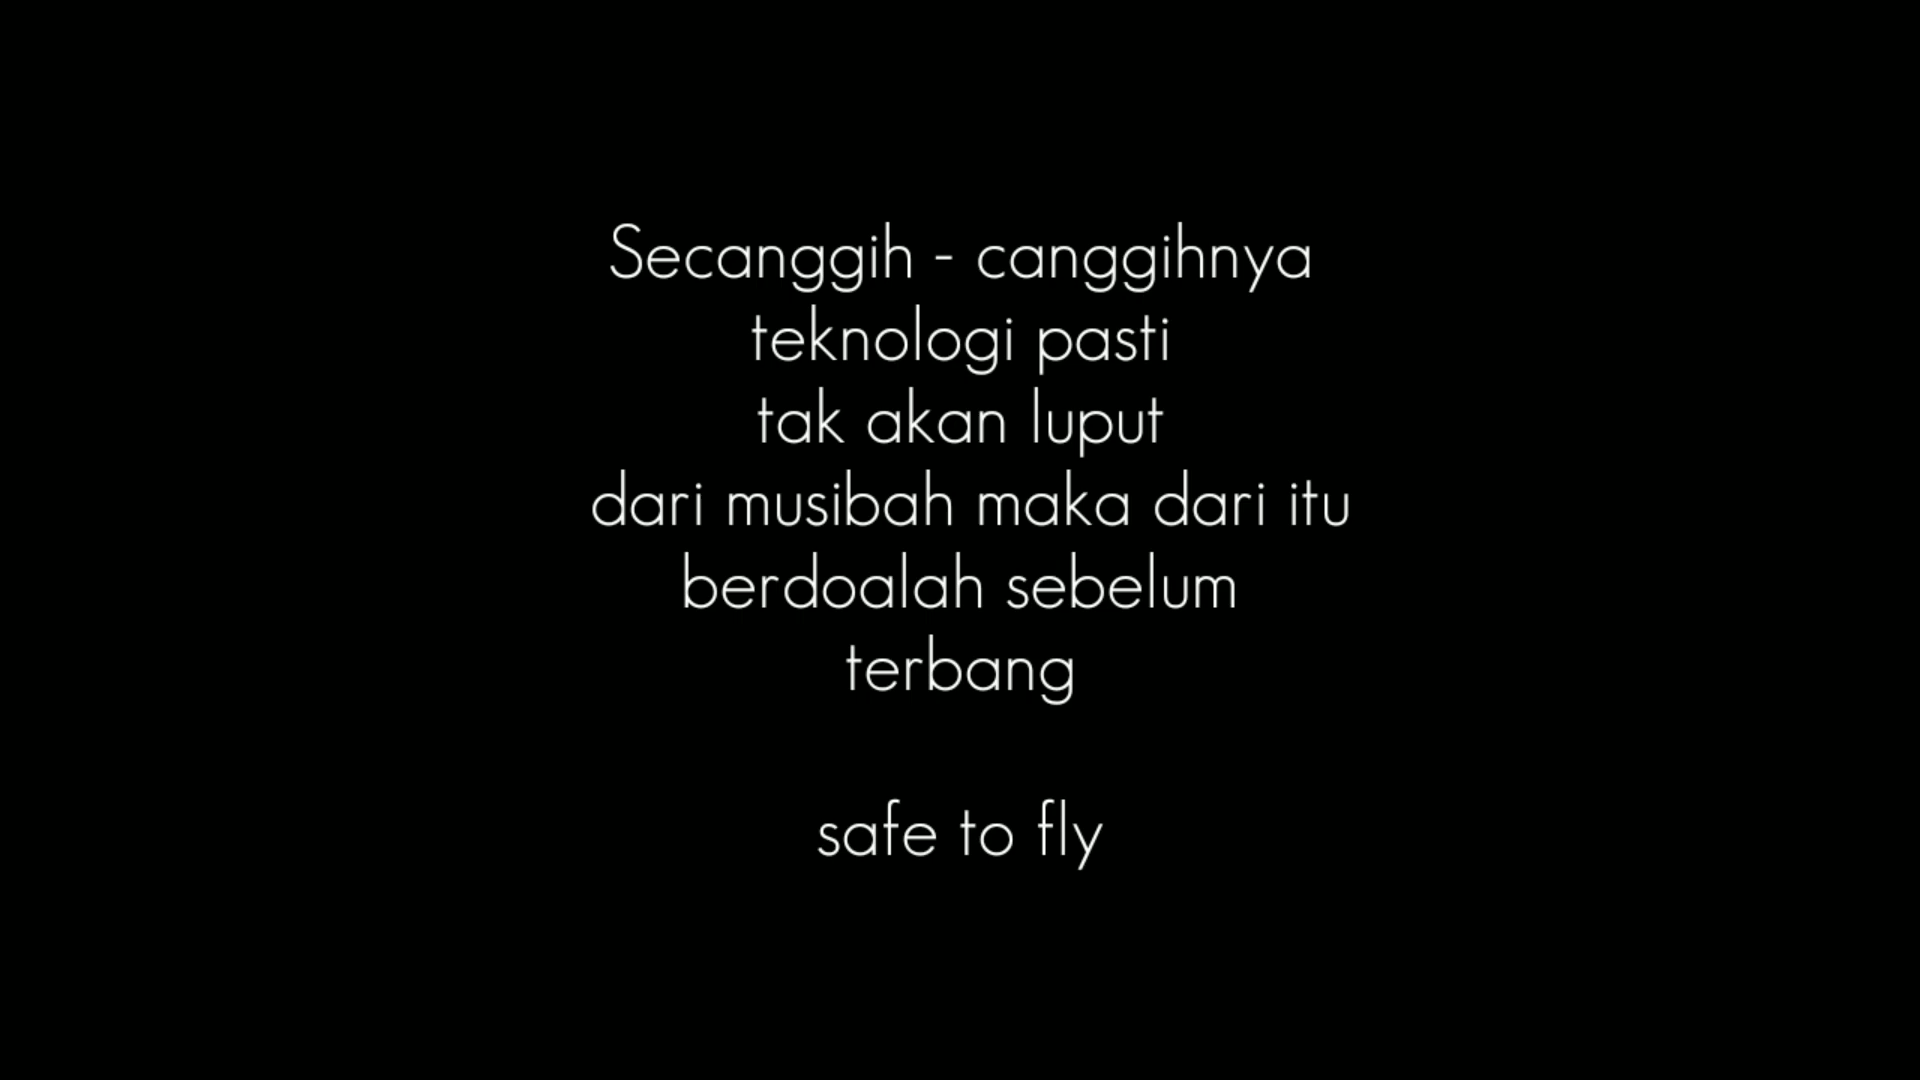 Secanggih - canggihnya
teknologi pasti
tak akan luput
dari musibah maka dari itu
berdoalah sebelum
terbang
safe to fly